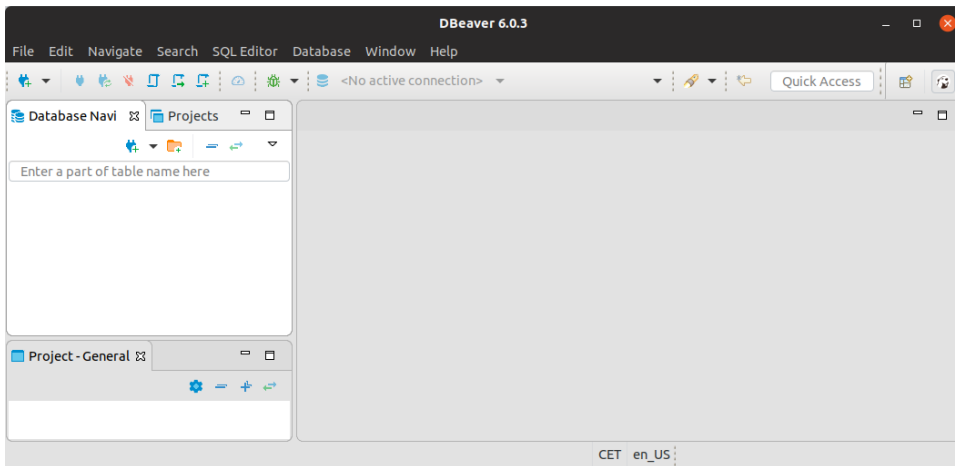 DBeaver 6.0.3
File Edit Navigate Search SQL Editor Database Window Help
<No active connection> Quick Access
Database Navi Projects
Enter a part of table name here
Project - General
CET en_US